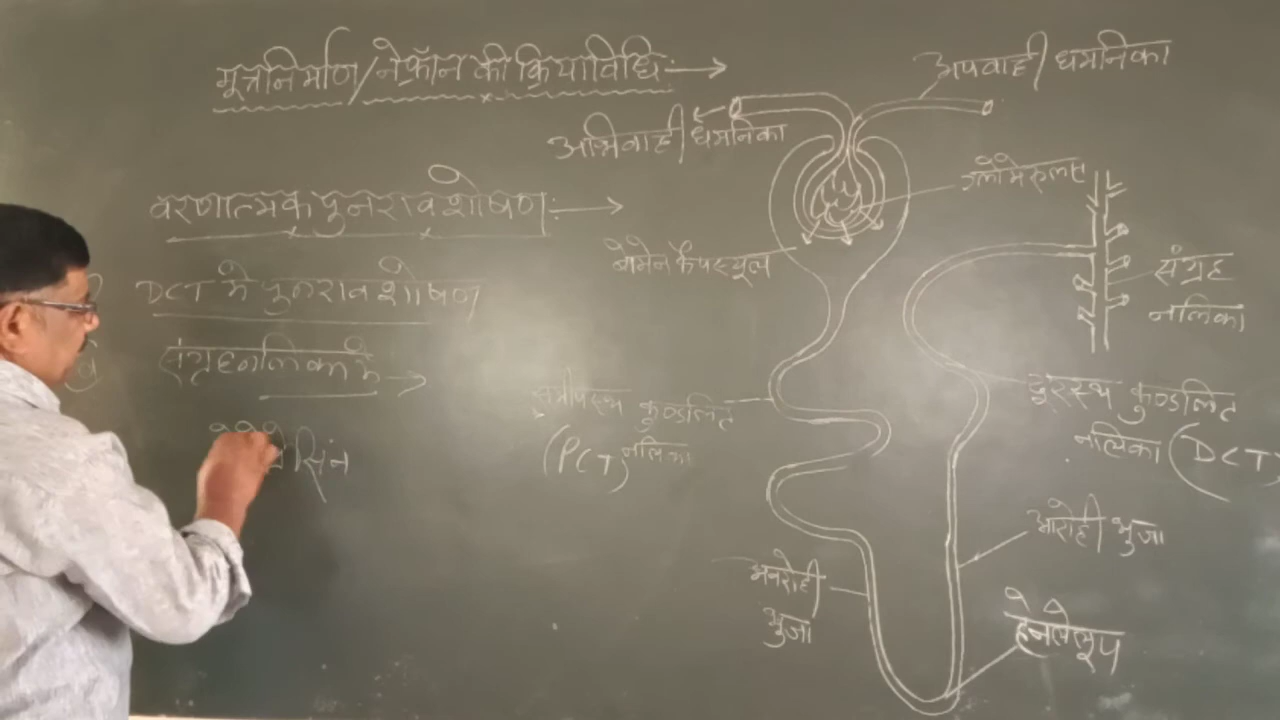 मूत्रनिर्माण/नेफ्रॉन की क्रियाविधि:→
अपवाही धमनिका
अभिवाही धमनिका
ग्लोमेरुलस
वरणात्मक पुनरावशोषण:→
बोमेन कैपस्यूल
संग्रह
नलिका
DCT मे पुनरावशोषण
संग्रहनलिका मे →
समीपस्थ कुण्डलित
नलिका
(PCT)
दूरस्थ कुण्डलित
नलिका (DCT)
आरोही भुजा
अवरोही
भुजा
हेनलेलूप